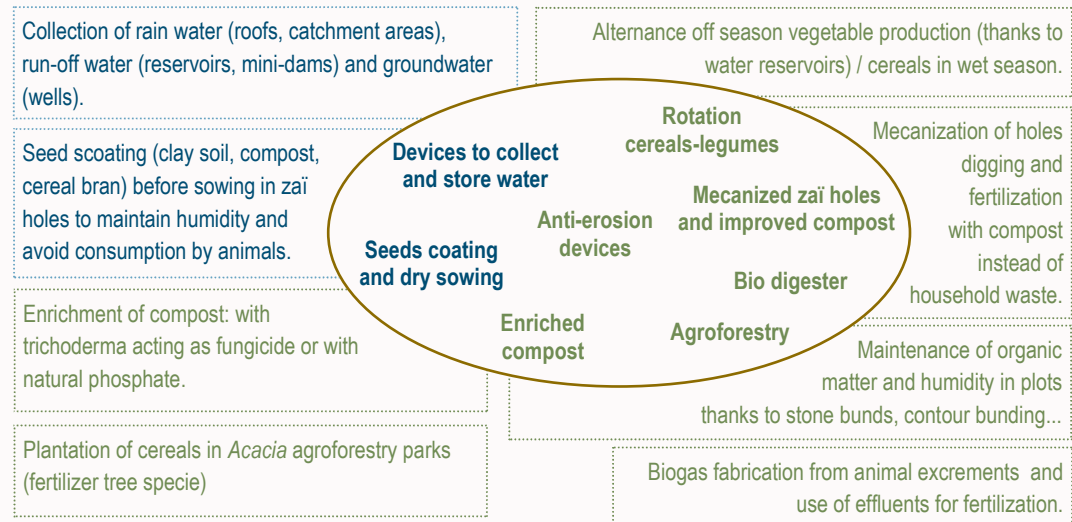 Collection of rain water (roofs, catchment areas),
run-off water (reservoirs, mini-dams) and groundwater
(wells).
Alternance off season vegetable production (thanks to
water reservoirs) / cereals in wet season.
Seed scoating (clay soil, compost,
cereal bran) before sowing in zaï
holes to maintain humidity and
avoid consumption by animals.
Devices to collect
and store water
Rotation
cereals-legumes
Mecanized zaï holes
and improved compost
Anti-erosion
devices
Seeds coating
and dry sowing
Bio digester
Enriched
compost
Agroforestry
Mecanization of holes
digging and
fertilization
with compost
instead of
household waste.
Enrichment of compost: with
trichoderma acting as fungicide or with
natural phosphate.
Maintenance of organic
matter and humidity in plots
thanks to stone bunds, contour bunding...
Plantation of cereals in Acacia agroforestry parks
(fertilizer tree specie)
Biogas fabrication from animal excrements and
use of effluents for fertilization.